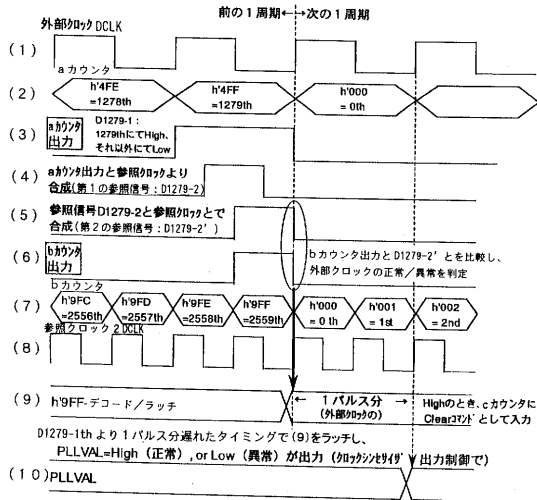 前の1周期←→次の1周期
外部クロック DCLK
(1)
aカウンタ
(2)
h'4FE
=1278th
h'4FF
=1279th
h'000
=0th
(3)
aカウンタ
出力
D1279-1:
1279thにてHigh,
それ以外にてLow
(4)
aカウンタ出力と参照クロックより
合成(第1の参照信号:D1279-2)
(5)
参照信号D1279-2と参照クロックとで
合成(第2の参照信号:D1279-2')
(6)
bカウンタ
出力
bカウンタ出力とD1279-2'とを比較し、
外部クロックの正常/異常を判定
bカウンタ
(7)
h'9FC
=2556th
h'9FD
=2557th
h'9FE
=2558th
h'9FF
=2559th
h'000
=0th
h'001
=1st
h'002
=2nd
参照クロック2DCLK
(8)
(9)
h'9FF-デコード/ラッチ
1パルス分
(外部クロックの)
Highのとき、cカウンタに
Clearコマンドとして入力
D1279-1thより1パルス分遅れたタイミングで(9)をラッチし、
PLLVAL=High(正常), or Low(異常)が出力(クロックシンセサイザ出力制御で)
(10) PLLVAL